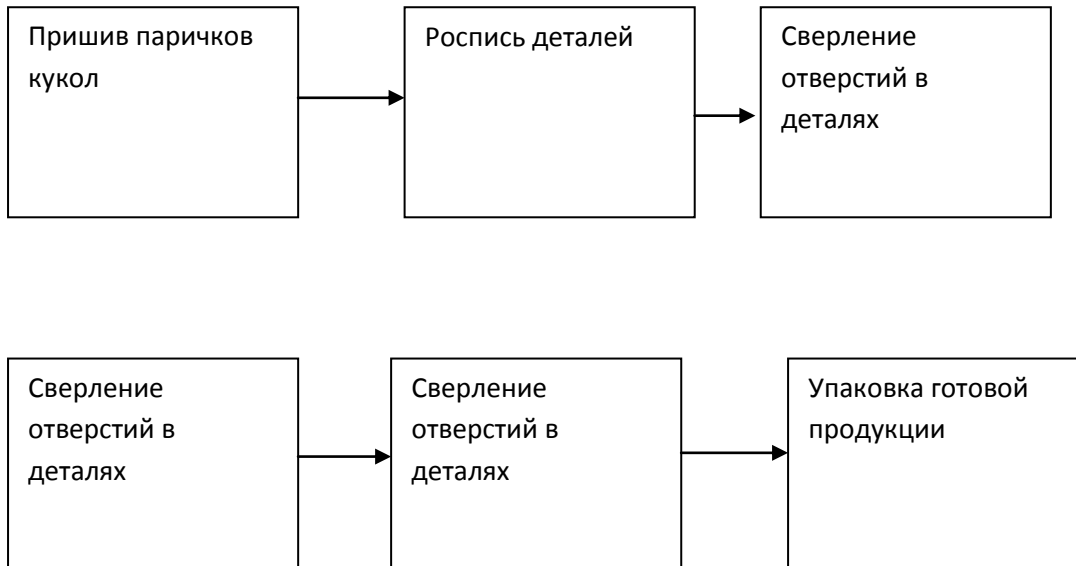 Пришив паричков
кукол
Роспись деталей
Сверление
отверстий в
деталях
Сверление
отверстий в
деталях
Сверление
отверстий в
деталях
Упаковка готовой
продукции